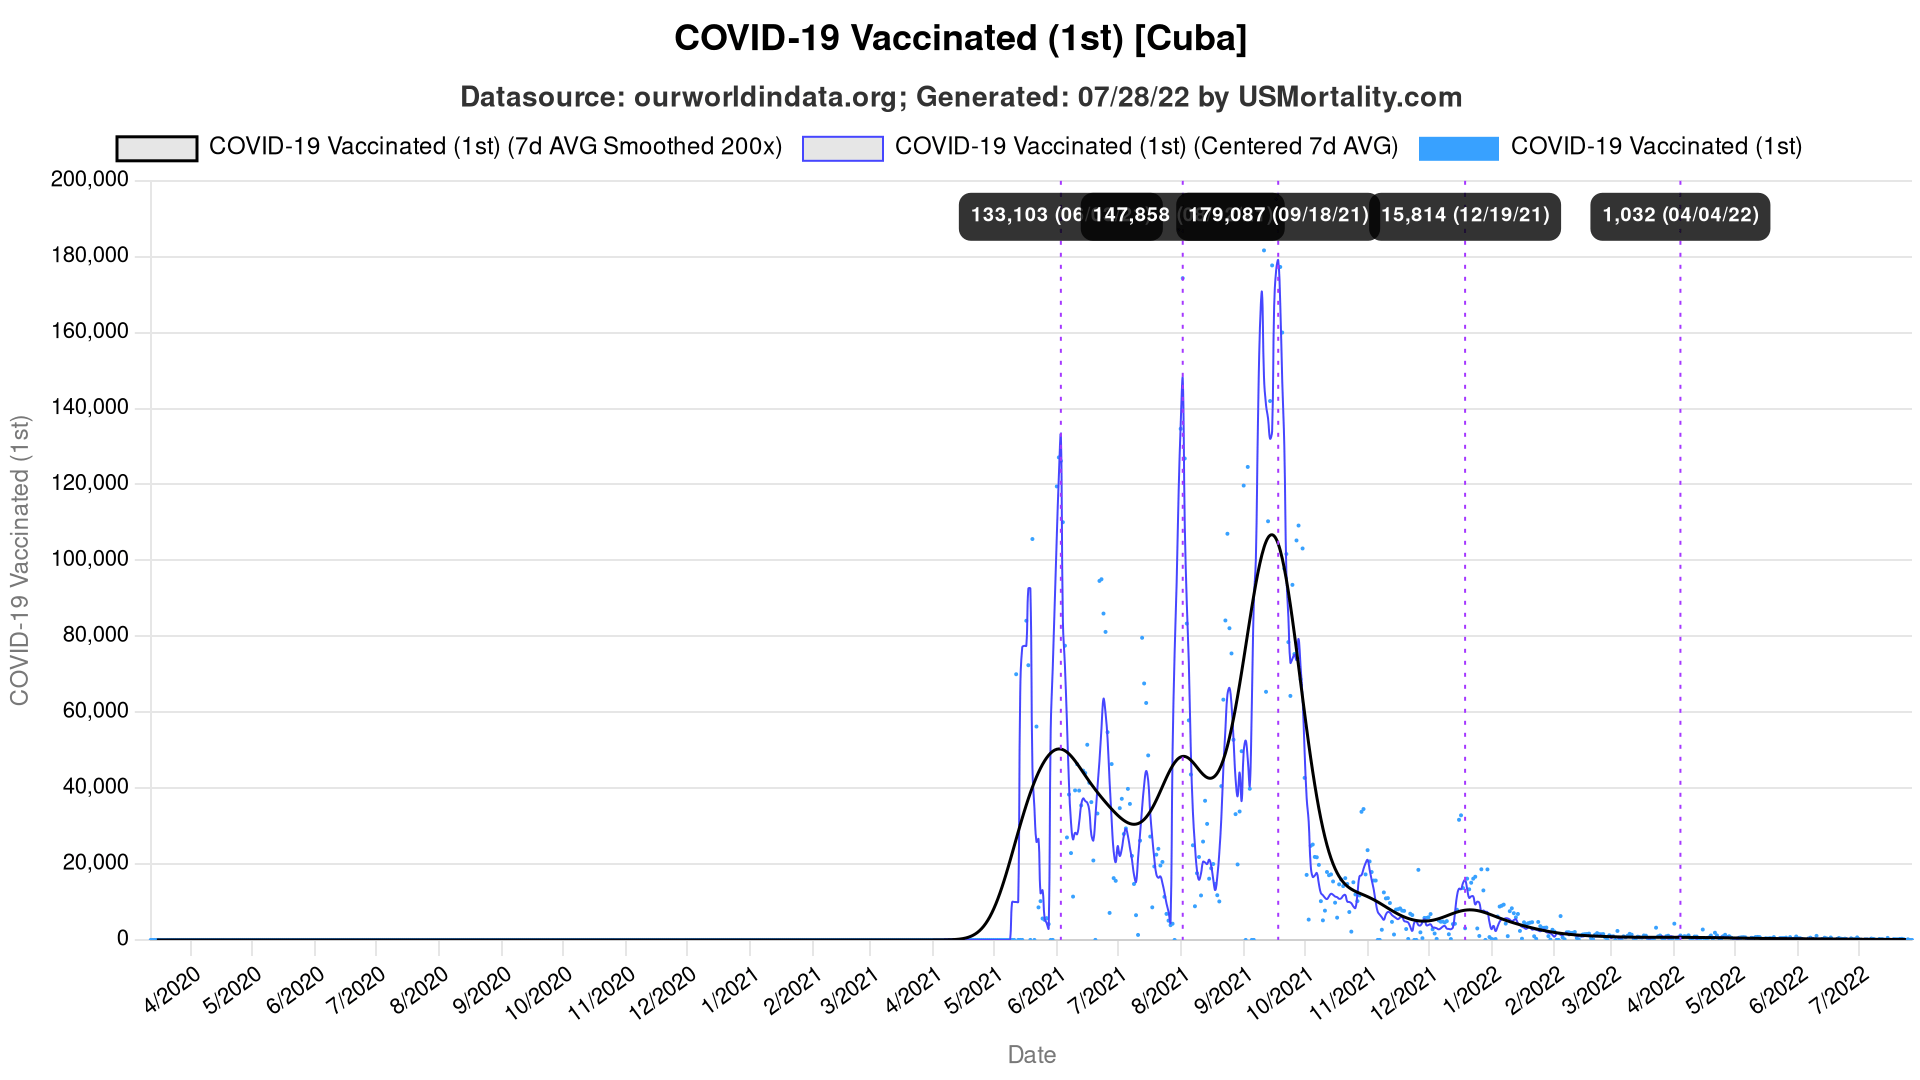 COVID-19 Vaccinated (1st) [Cuba]
Datasource: ourworldindata.org; Generated: 07/28/22 by USMortality.com
COVID-19 Vaccinated (1st) (7d AVG Smoothed 200x) COVID-19 Vaccinated (1st) (Centered 7d AVG) COVID-19 Vaccinated (1st)
200,000
133,103 (06 147,858 179,087 (09/18/21) 15,814 (12/19/21) 1,032 (04/04/22)
180,000
160,000
140,000
120,000
100,000
80,000
60,000
40,000
20,000
0
COVID-19 Vaccinated (1st)
4/2020 5/2020 6/2020 7/2020 8/2020 9/2020 10/2020 11/2020 12/2020 1/2021 2/2021 3/2021 4/2021 5/2021 6/2021 7/2021 8/2021 9/2021 10/2021 11/2021 12/2021 1/2022 2/2022 3/2022 4/2022 5/2022 6/2022 7/2022
Date